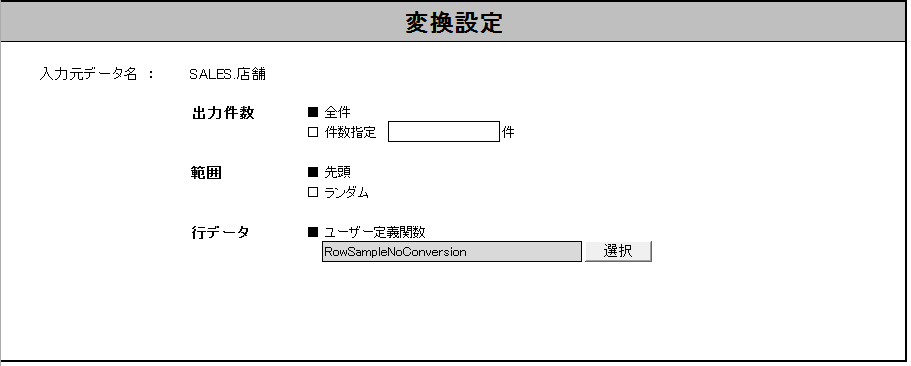 変換設定
入力元データ名 : SALES.店舗
出力件数 ■ 全件
□ 件数指定 件
範囲 ■ 先頭
□ ランダム
行データ ■ ユーザー定義関数
RowSampleNoConversion 選択